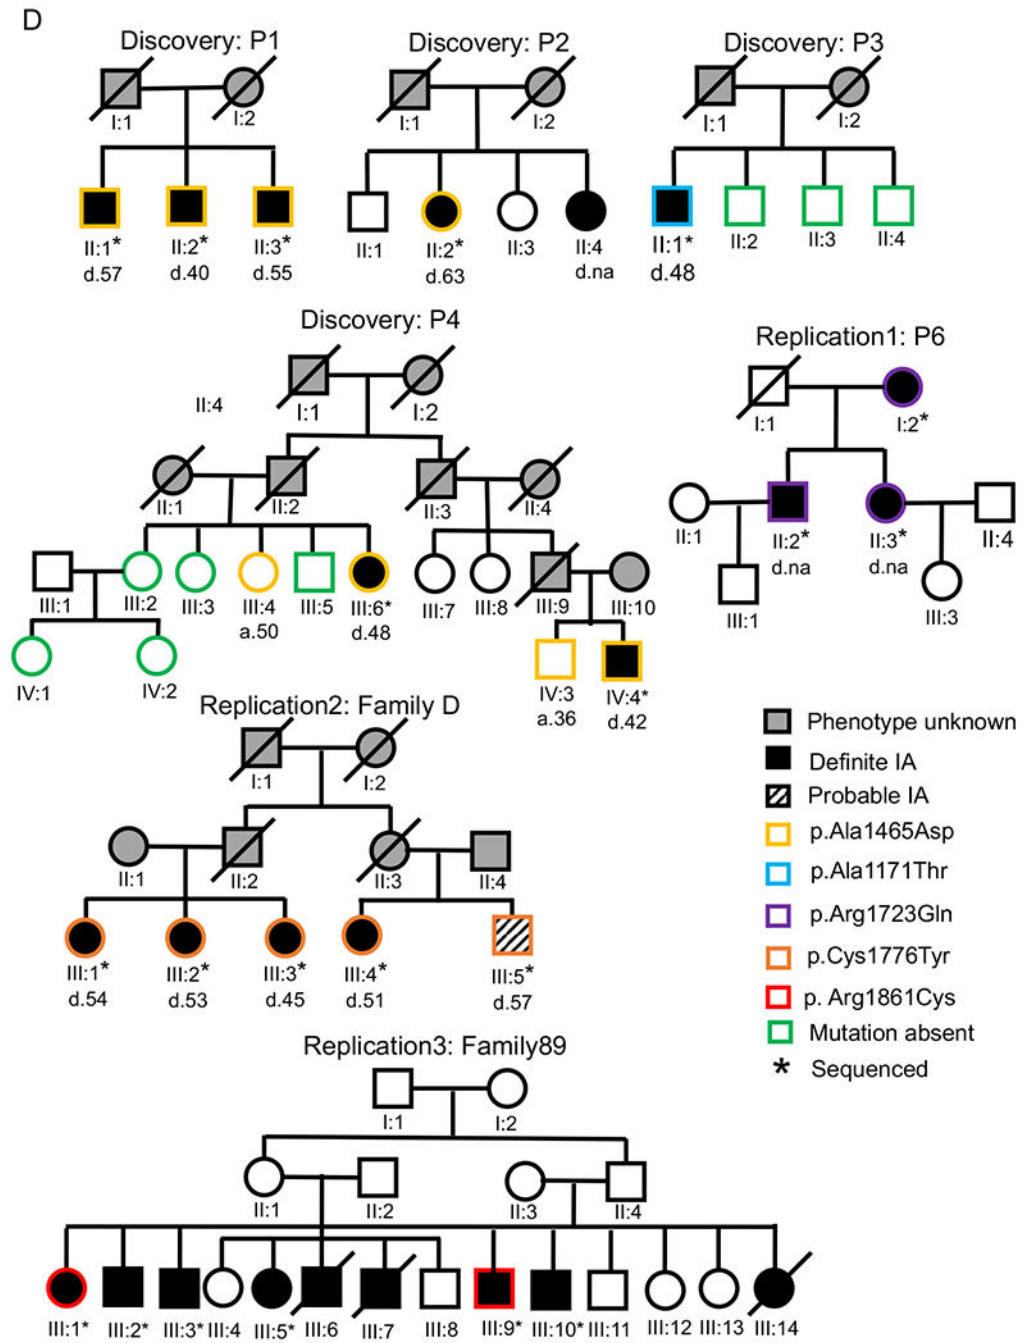 D
Discovery: P1
I:1
I:2
II:1* II:2* II:3*
d.57 d.40 d.55
Discovery: P2
I:1
I:2
II:1 II:2* II:3 II:4
d.63 d.na
Discovery: P3
I:1
I:2
II:1* II:2 II:3 II:4
d.48
Discovery: P4
I:1 I:2
II:4
II:1 II:2 II:3 II:4
III:1 III:2 III:3 III:4 III:5 III:6* III:7 III:8 III:9 III:10
a.50 d.48
IV:1 IV:2 IV:3 IV:4*
a.36 d.42
Replication1: P6
I:1 I:2*
II:1 II:2* II:3* II:4
d.na d.na
III:1 III:3
Replication2: Family D
I:1 I:2
II:1 II:2 II:3 II:4
III:1* III:2* III:3* III:4* III:5*
d.54 d.53 d.45 d.51 d.57
Phenotype unknown
Definite IA
Probable IA
p.Ala1465Asp
p.Ala1171Thr
p.Arg1723Gln
p.Cys1776Tyr
p. Arg1861Cys
Mutation absent
* Sequenced
Replication3: Family89
I:1 I:2
II:1 II:2 II:3 II:4
III:1* III:2* III:3* III:4 III:5* III:6 III:7 III:8 III:9* III:10* III:11 III:12 III:13 III:14